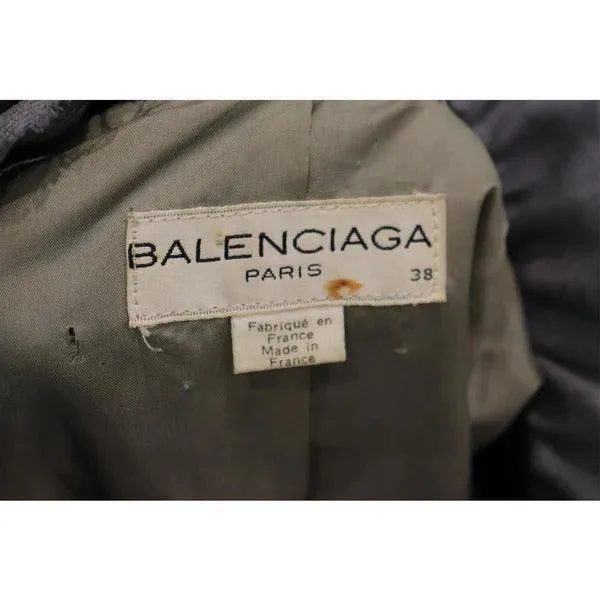 BALENCIAGA
PARIS
38
Fabriqué en
France
Made in
France